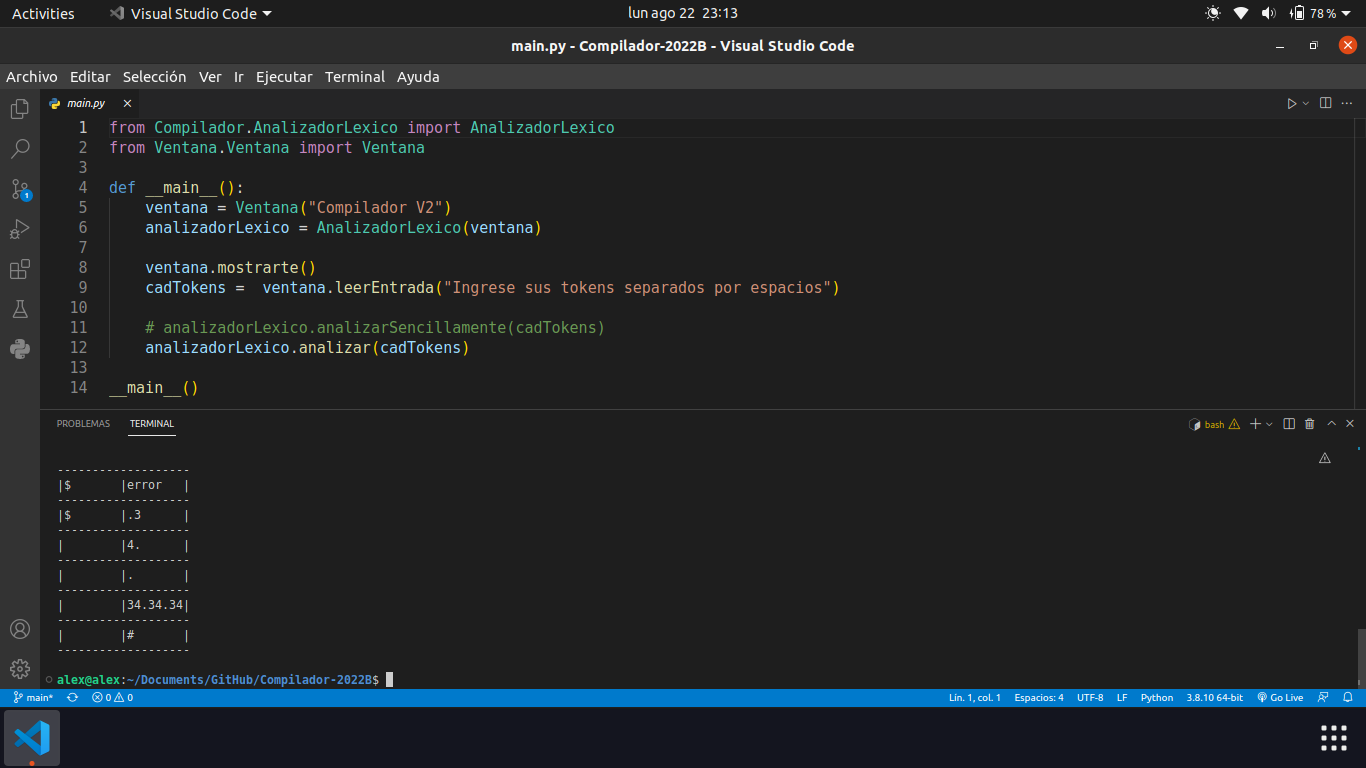 Activities Visual Studio Code lun ago 22 23:13 78 %
main.py - Compilador-2022B - Visual Studio Code
Archivo Editar Selección Ver Ir Ejecutar Terminal Ayuda
main.py
1 from Compilador.AnalizadorLexico import AnalizadorLexico
2 from Ventana.Ventana import Ventana
3
4 def __main__():
5 ventana = Ventana("Compilador V2")
6 analizadorLexico = AnalizadorLexico(ventana)
7
8 ventana.mostrarte()
9 cadTokens =  ventana.leerEntrada("Ingrese sus tokens separados por espacios")
10
11 # analizadorLexico.analizarSencillamente(cadTokens)
12 analizadorLexico.analizar(cadTokens)
13
14 __main__()
1
PROBLEMAS TERMINAL bash
-------------------
|$       |error   |
-------------------
|$       |.3      |
-------------------
|        |4.      |
-------------------
|        |.       |
-------------------
|        |34.34.34|
-------------------
|        |#       |
-------------------
alex@alex:~/Documents/GitHub/Compilador-2022B$
main* 0 0 Lín. 1, col. 1 Espacios: 4 UTF-8 LF Python 3.8.10 64-bit Go Live